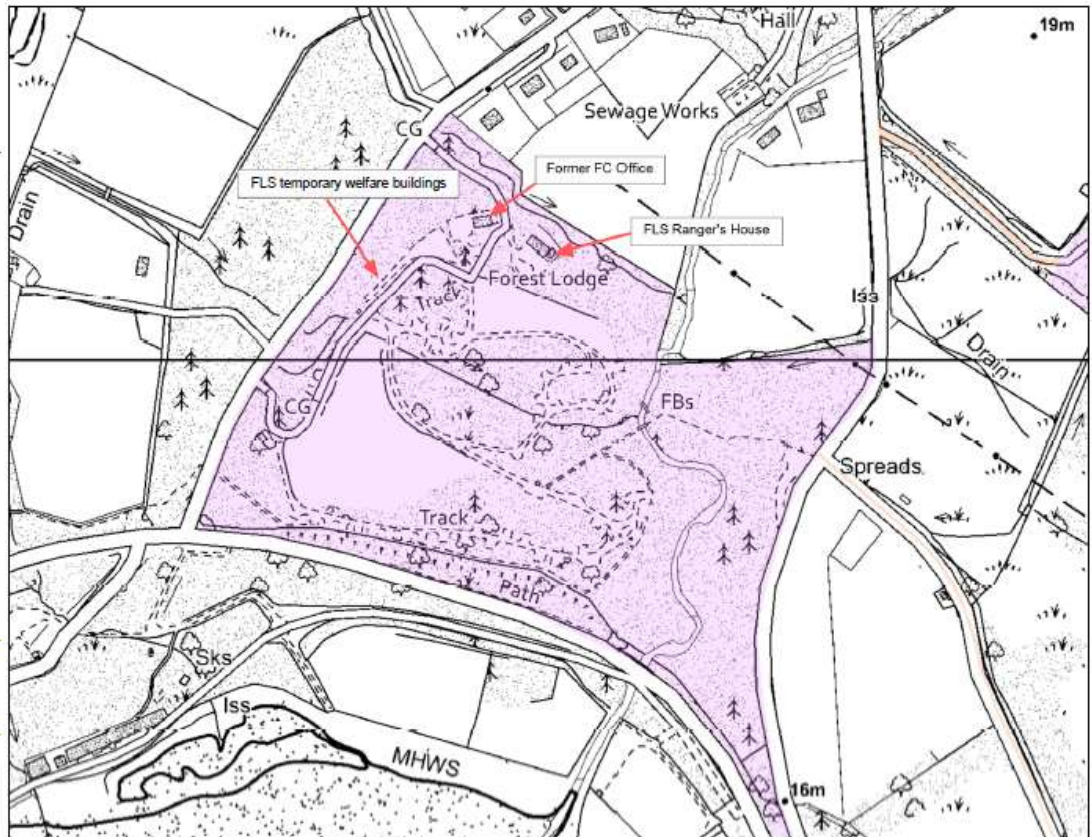 Hall
19m
Sewage Works
CG
Former FC Office
FLS temporary welfare buildings
FLS Ranger's House
Drain
Forest Lodge
Track
Iss
Drain
CG
FBs
Spreads
Track
Path
Sks
Iss
MHWS
16m